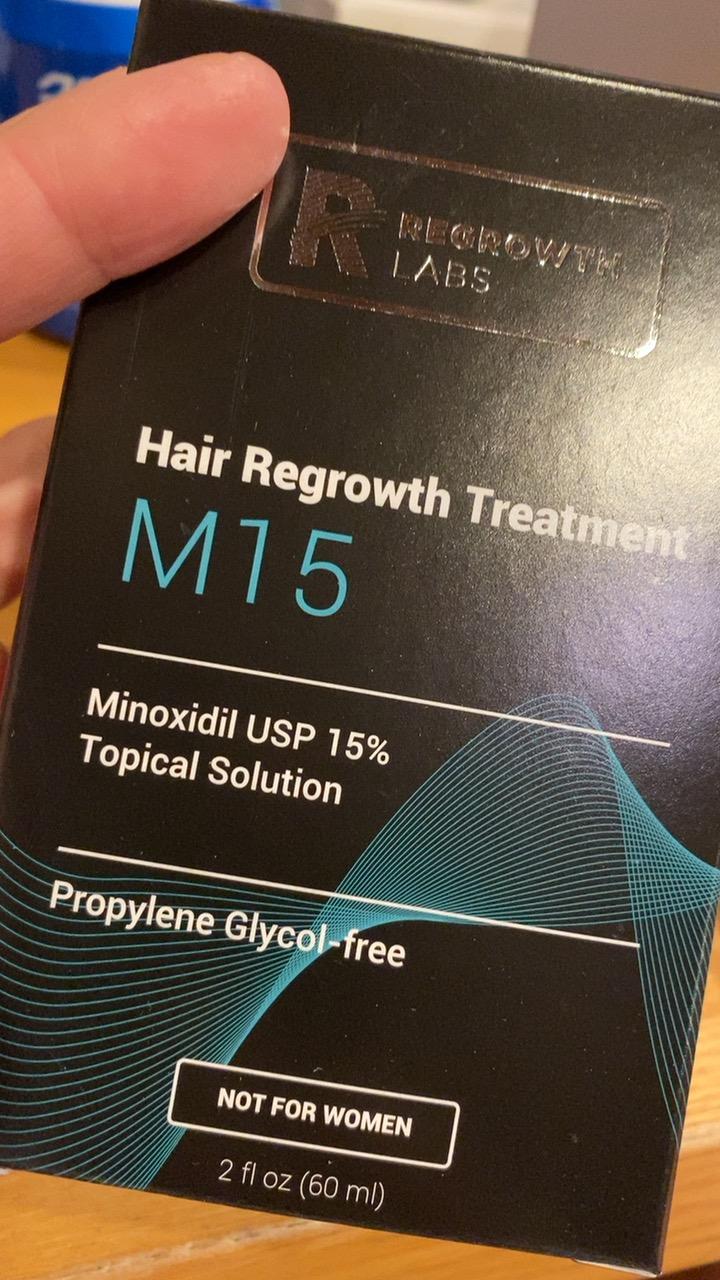 R REGROWTH
LABS
Hair Regrowth Treatment
M15
Minoxidil USP 15%
Topical Solution
Propylene Glycol-free
NOT FOR WOMEN
2 fl oz (60 ml)